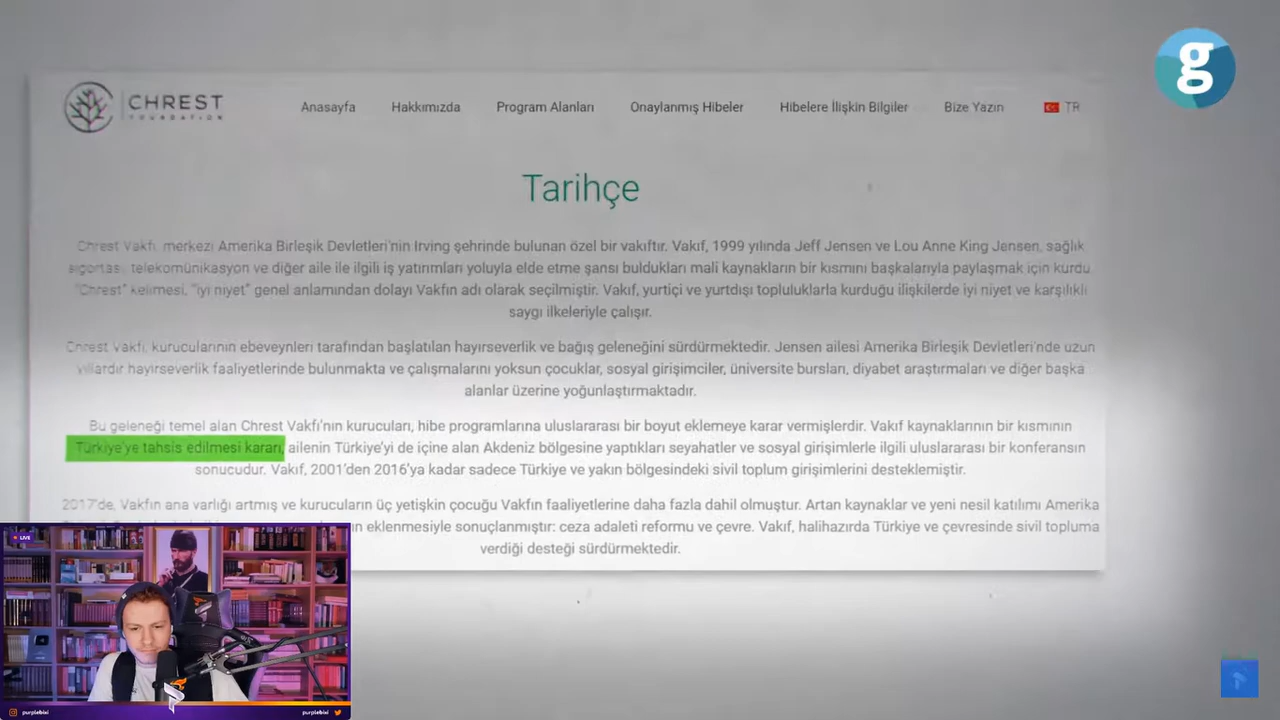 CHREST
FOUNDATION
Anasayfa
Hakkımızda
Program Alanları
Onaylanmış Hibeler
Hibelere İlişkin Bilgiler
Bize Yazın
TR
g
Tarihçe
Chrest Vakfı, merkezi Amerika Birleşik Devletleri'nin Irving şehrinde bulunan özel bir vakıftır. Vakıf, 1999 yılında Jeff Jensen ve Lou Anne King Jensen, sağlık
sigortası, telekomünikasyon ve diğer aile ile ilgili iş yatırımları yoluyla elde etme şansı buldukları mali kaynakların bir kısmını başkalarıyla paylaşmak için kurdu
"Chrest" kelimesi, "iyi niyet" genel anlamından dolayı Vakfın adı olarak seçilmiştir. Vakıf, yurtiçi ve yurtdışı topluluklarla kurduğu ilişkilerde iyi niyet ve karşılıklı
saygı ilkeleriyle çalışır.
Chrest Vakfı, kurucularının ebeveynleri tarafından başlatılan hayırseverlik ve bağış geleneğini sürdürmektedir. Jensen ailesi Amerika Birleşik Devletleri'nde uzun
yıllardır hayırseverlik faaliyetlerinde bulunmakta ve çalışmalarını yoksun çocuklar, sosyal girişimciler, üniversite bursları, diyabet araştırmaları ve diğer başka
alanlar üzerine yoğunlaştırmaktadır.
Bu geleneği temel alan Chrest Vakfı'nın kurucuları, hibe programlarına uluslararası bir boyut eklemeye karar vermişlerdir. Vakıf kaynaklarının bir kısmının
Türkiye'ye tahsis edilmesi kararı, ailenin Türkiye'yi de içine alan Akdeniz bölgesine yaptıkları seyahatler ve sosyal girişimlerle ilgili uluslararası bir konferansın
sonucudur. Vakıf, 2001'den 2016'ya kadar sadece Türkiye ve yakın bölgesindeki sivil toplum girişimlerini desteklemiştir.
2017'de, Vakfın ana varlığı artmış ve kurucuların üç yetişkin çocuğu Vakfın faaliyetlerine daha fazla dahil olmuştur. Artan kaynaklar ve yeni nesil katılımı Amerika
eklenmesiyle sonuçlanmıştır: ceza adaleti reformu ve çevre. Vakıf, halihazırda Türkiye ve çevresinde sivil topluma
verdiği desteği sürdürmektedir.
LIVE
purplebixi
purplebixi